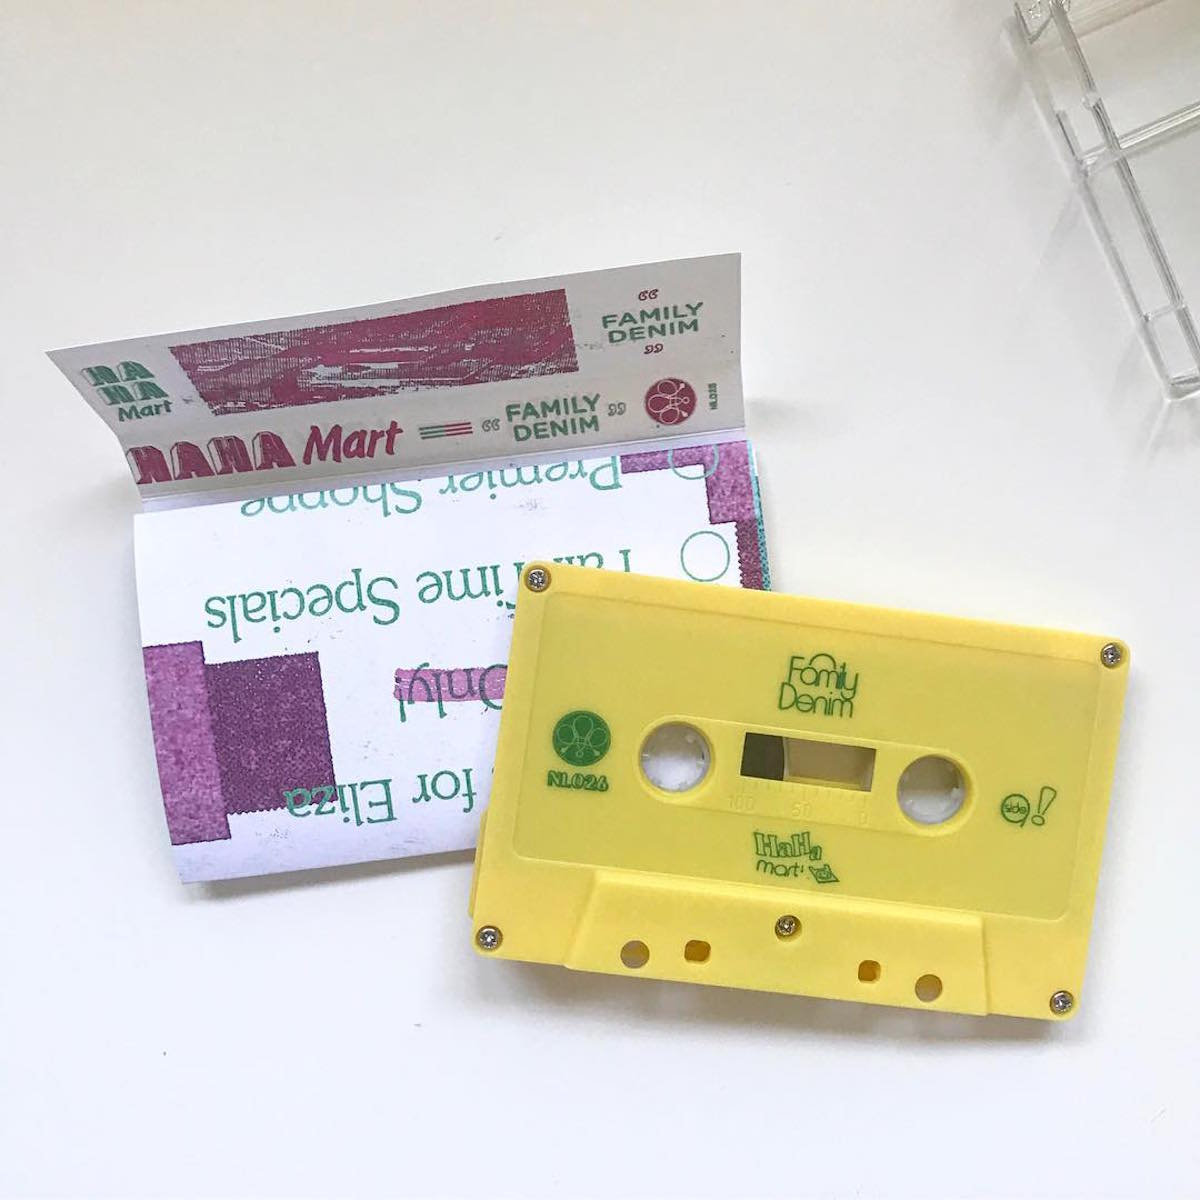 HA
HA
Mart
“
FAMILY
DENIM
”
HAHA Mart “ FAMILY DENIM ”
Premier Shoppe
Time Specials
Only!
for Eliza
Family
Denim
NL026
100 50 0
side
HaHa
mart!